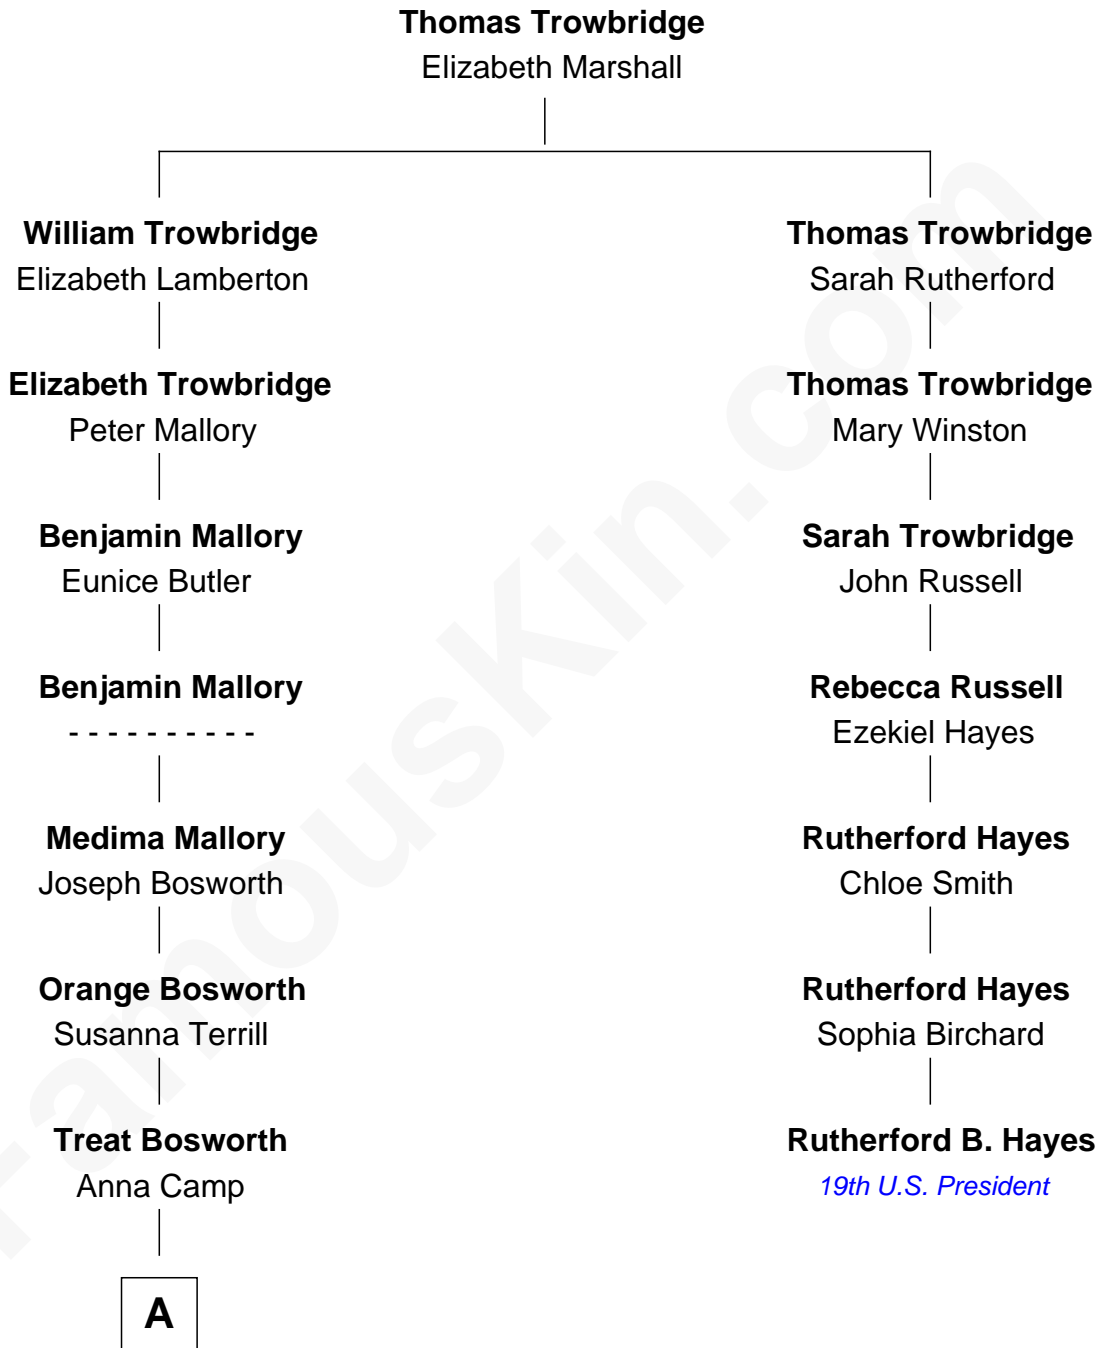 Thomas Trowbridge
Elizabeth Marshall
William Trowbridge
Elizabeth Lamberton
Thomas Trowbridge
Sarah Rutherford
Elizabeth Trowbridge
Peter Mallory
Thomas Trowbridge
Mary Winston
Benjamin Mallory
Eunice Butler
Sarah Trowbridge
John Russell
Benjamin Mallory
- - - - - - - - - -
Rebecca Russell
Ezekiel Hayes
Medima Mallory
Joseph Bosworth
Rutherford Hayes
Chloe Smith
Orange Bosworth
Susanna Terrill
Rutherford Hayes
Sophia Birchard
Treat Bosworth
Anna Camp
Rutherford B. Hayes
19th U.S. President
A
FamousKin.com